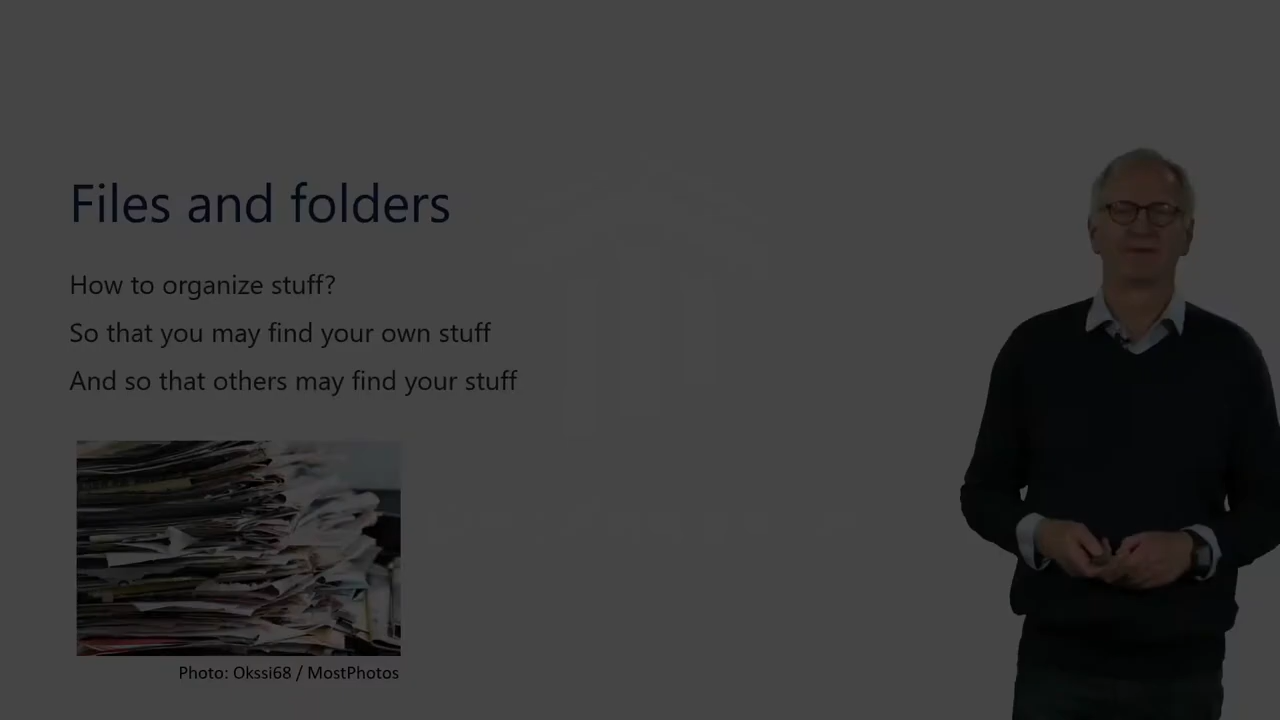 Files and folders
How to organize stuff?
So that you may find your own stuff
And so that others may find your stuff
Photo: Okssi68 / MostPhotos